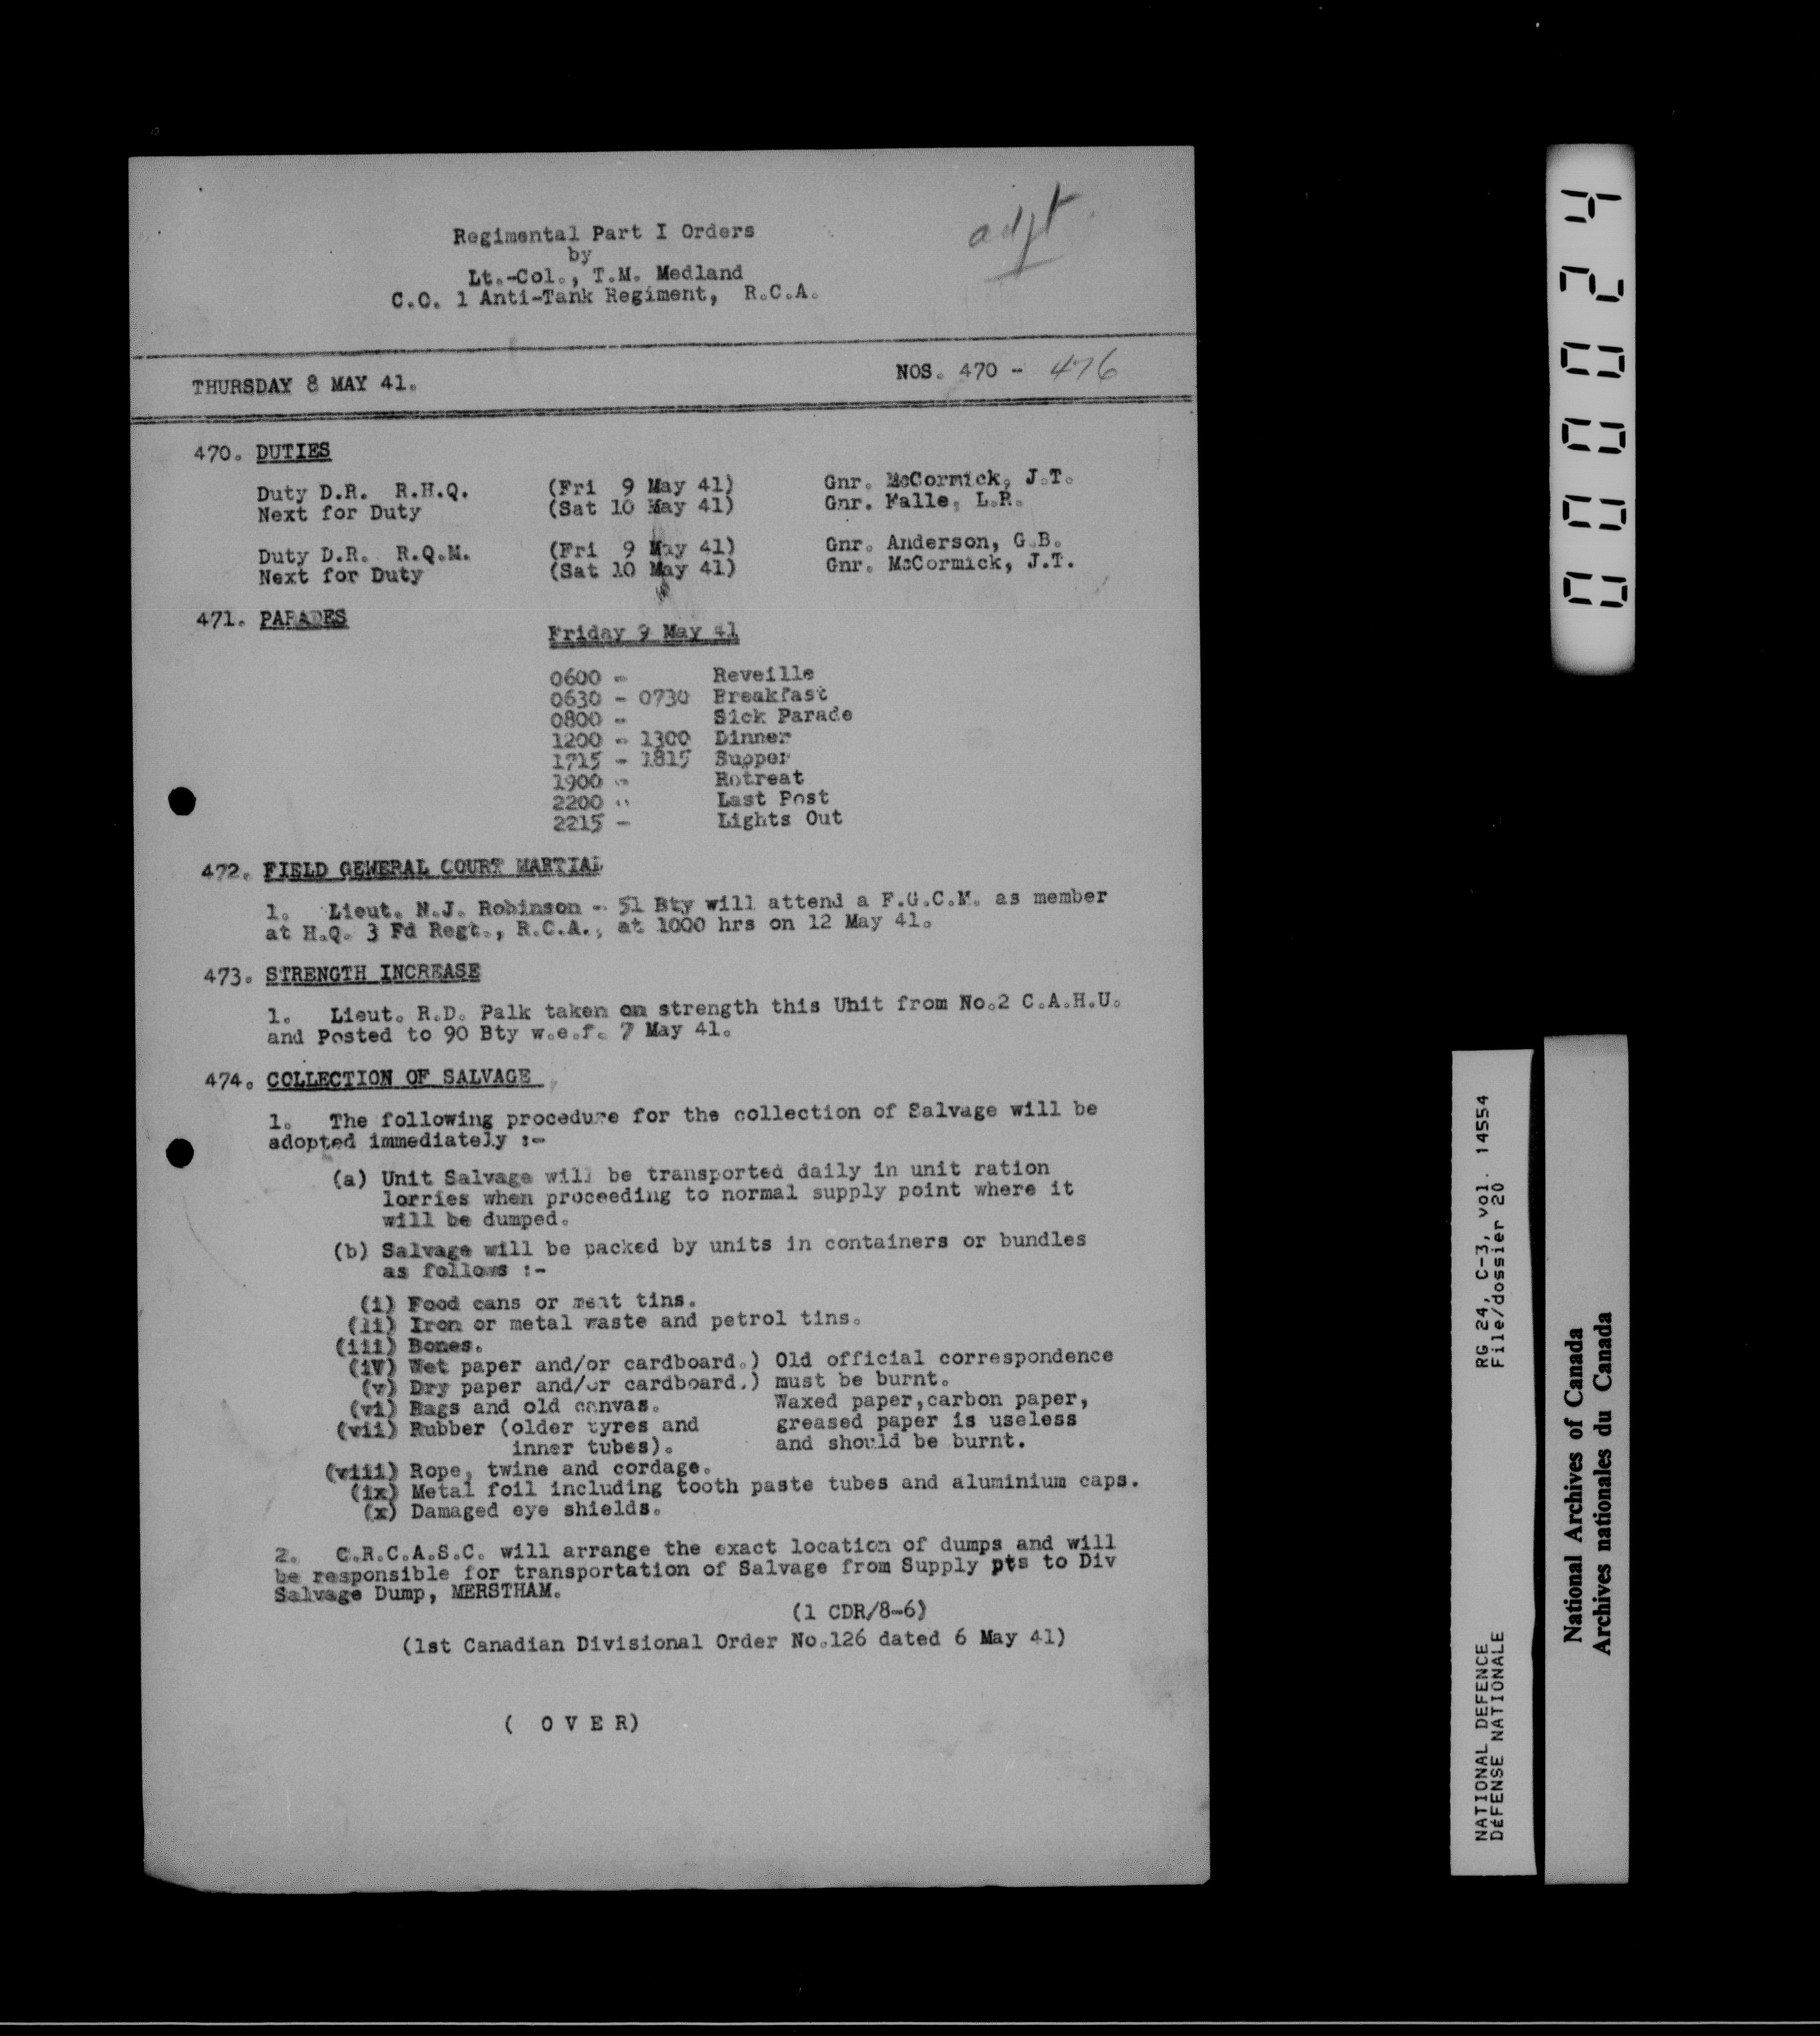 adjt.
Regimental Part I Orders
by
Lt.-Col., T.M. Medland
C.O. 1 Anti-Tank Regiment, R.C.A.
THURSDAY 8 MAY 41. NOS. 470 - 476
470. DUTIES
Duty D.R. R.H.Q. (Fri 9 May 41) Gnr. McCormick, J.T.
Next for Duty (Sat 10 May 41) Gnr. Falle, L.P.
Duty D.R. R.Q.M. (Fri 9 May 41) Gnr. Anderson, G.B.
Next for Duty (Sat 10 May 41) Gnr. McCormick, J.T.
471. PARADES
Friday 9 May 41
0600 - Reveille
0630 - 0730 Breakfast
0800 - Sick Parade
1200 - 1300 Dinner
1715 - 1815 Supper
1900 - Retreat
2200 - Last Post
2215 - Lights Out
472. FIELD GENERAL COURT MARTIAL
1. Lieut. N.J. Robinson - 51 Bty will attend a F.G.C.M. as member
at H.Q. 3 Fd Regt., R.C.A., at 1000 hrs on 12 May 41.
473. STRENGTH INCREASE
1. Lieut. R.D. Palk taken on strength this Unit from No.2 C.A.H.U.
and Posted to 90 Bty w.e.f. 7 May 41.
474. COLLECTION OF SALVAGE
1. The following procedure for the collection of Salvage will be
adopted immediately :-
(a) Unit Salvage will be transported daily in unit ration
lorries when proceeding to normal supply point where it
will be dumped.
(b) Salvage will be packed by units in containers or bundles
as follows :-
(i) Food cans or meat tins.
(ii) Iron or metal waste and petrol tins.
(iii) Bones.
(iV) Wet paper and/or cardboard.) Old official correspondence
(v) Dry paper and/or cardboard.) must be burnt.
(vi) Rags and old canvas. Waxed paper,carbon paper,
(vii) Rubber (older tyres and greased paper is useless
inner tubes). and should be burnt.
(viii) Rope, twine and cordage.
(ix) Metal foil including tooth paste tubes and aluminium caps.
(x) Damaged eye shields.
2. C.R.C.A.S.C. will arrange the exact location of dumps and will
be responsible for transportation of Salvage from Supply pts to Div
Salvage Dump, MERSTHAM.
(1 CDR/8-6)
(1st Canadian Divisional Order No.126 dated 6 May 41)
( O V E R)
000024
RG 24, C-3, vol. 14554
File/dossier 20
NATIONAL DEFENCE
DÉFENSE NATIONALE
National Archives of Canada
Archives nationales du Canada